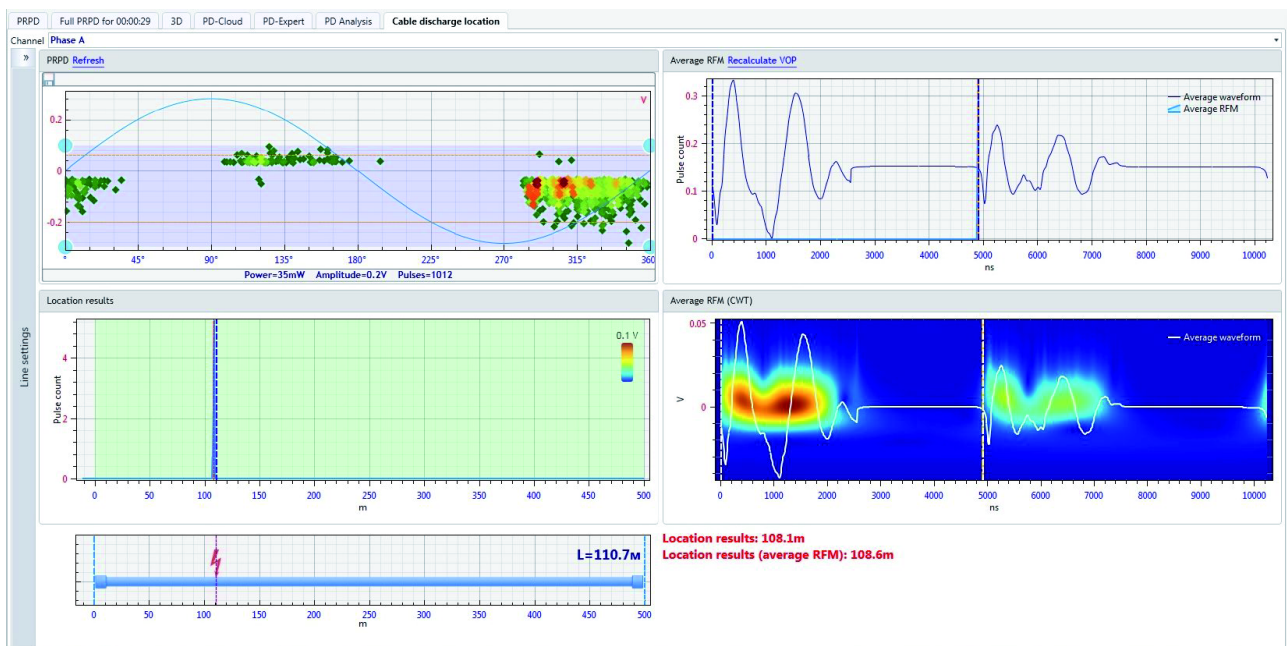 PRPD Full PRPD for 00:00:29 3D PD-Cloud PD-Expert PD Analysis Cable discharge location
Channel Phase A
»
Line settings
PRPD Refresh
V
0.2
0
-0.2
° 45° 90° 135° 180° 225° 270° 315° 360
Power=35mW Amplitude=0.2V Pulses=1012
Average RFM Recalculate VOP
Average waveform
Average RFM
Pulse count
0.3
0.2
0.1
0
0 1000 2000 3000 4000 5000 6000 7000 8000 9000 10000
ns
Location results
0.1 V
Pulse count
4
2
0
0 50 100 150 200 250 300 350 400 450 500
m
Average RFM (CWT)
Average waveform
V
0.05
0
0 1000 2000 3000 4000 5000 6000 7000 8000 9000 10000
ns
L=110.7м
0 50 100 150 200 250 300 350 400 450 500
m
Location results: 108.1m
Location results (average RFM): 108.6m